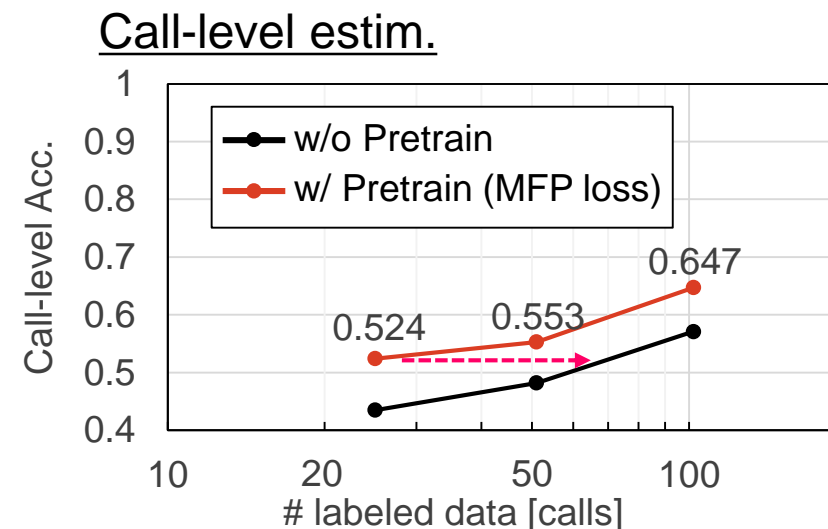 Call-level estim.
1
0.9
0.8
0.7
0.6
0.5
0.4
Call-level Acc.
w/o Pretrain
w/ Pretrain (MFP loss)
0.524
0.553
0.647
10
20
50
100
# labeled data [calls]